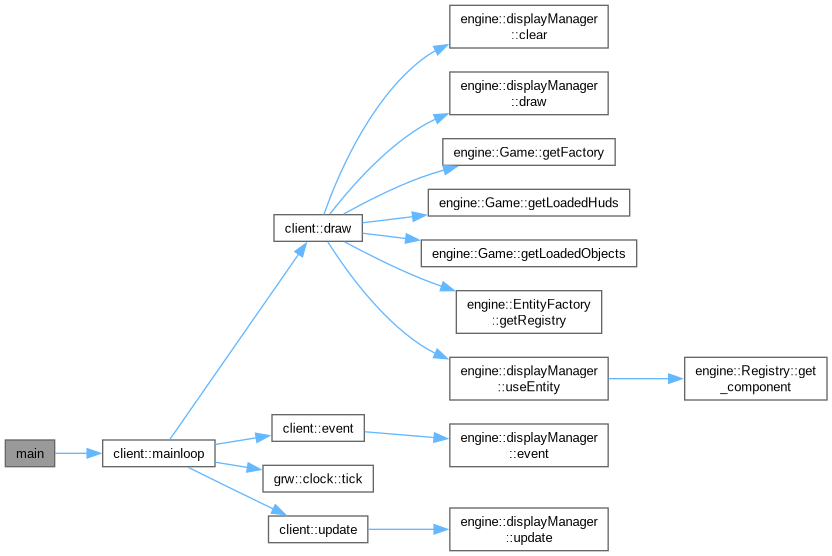 engine::displayManager
::clear
engine::displayManager
::draw
engine::Game::getFactory
engine::Game::getLoadedHuds
client::draw
engine::Game::getLoadedObjects
engine::EntityFactory
::getRegistry
engine::displayManager
::useEntity
engine::Registry::get
_component
main
client::mainloop
client::event
engine::displayManager
::event
grw::clock::tick
client::update
engine::displayManager
::update